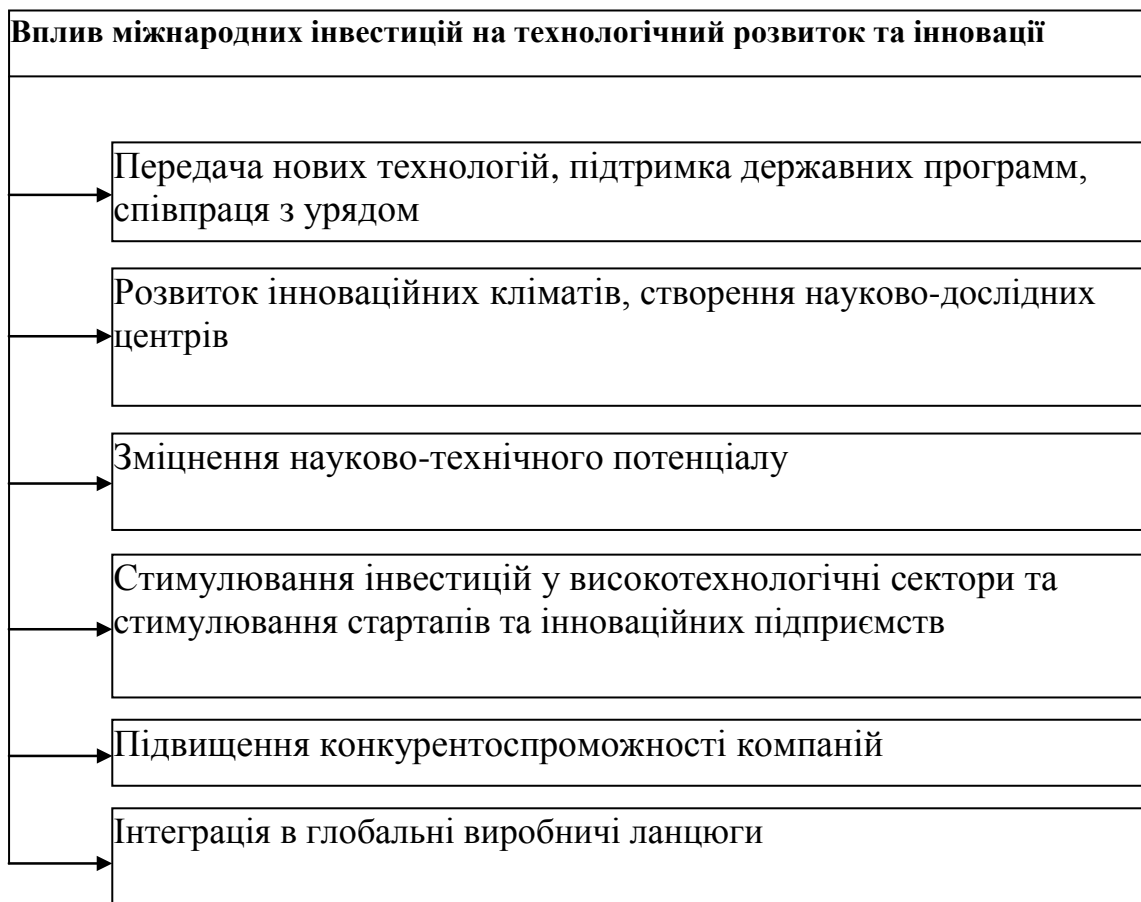 Вплив міжнародних інвестицій на технологічний розвиток та інновації
Передача нових технологій, підтримка державних программ,
співпраця з урядом
Розвиток інноваційних кліматів, створення науково-дослідних
центрів
Зміцнення науково-технічного потенціалу
Стимулювання інвестицій у високотехнологічні сектори та
стимулювання стартапів та інноваційних підприємств
Підвищення конкурентоспроможності компаній
Інтеграція в глобальні виробничі ланцюги